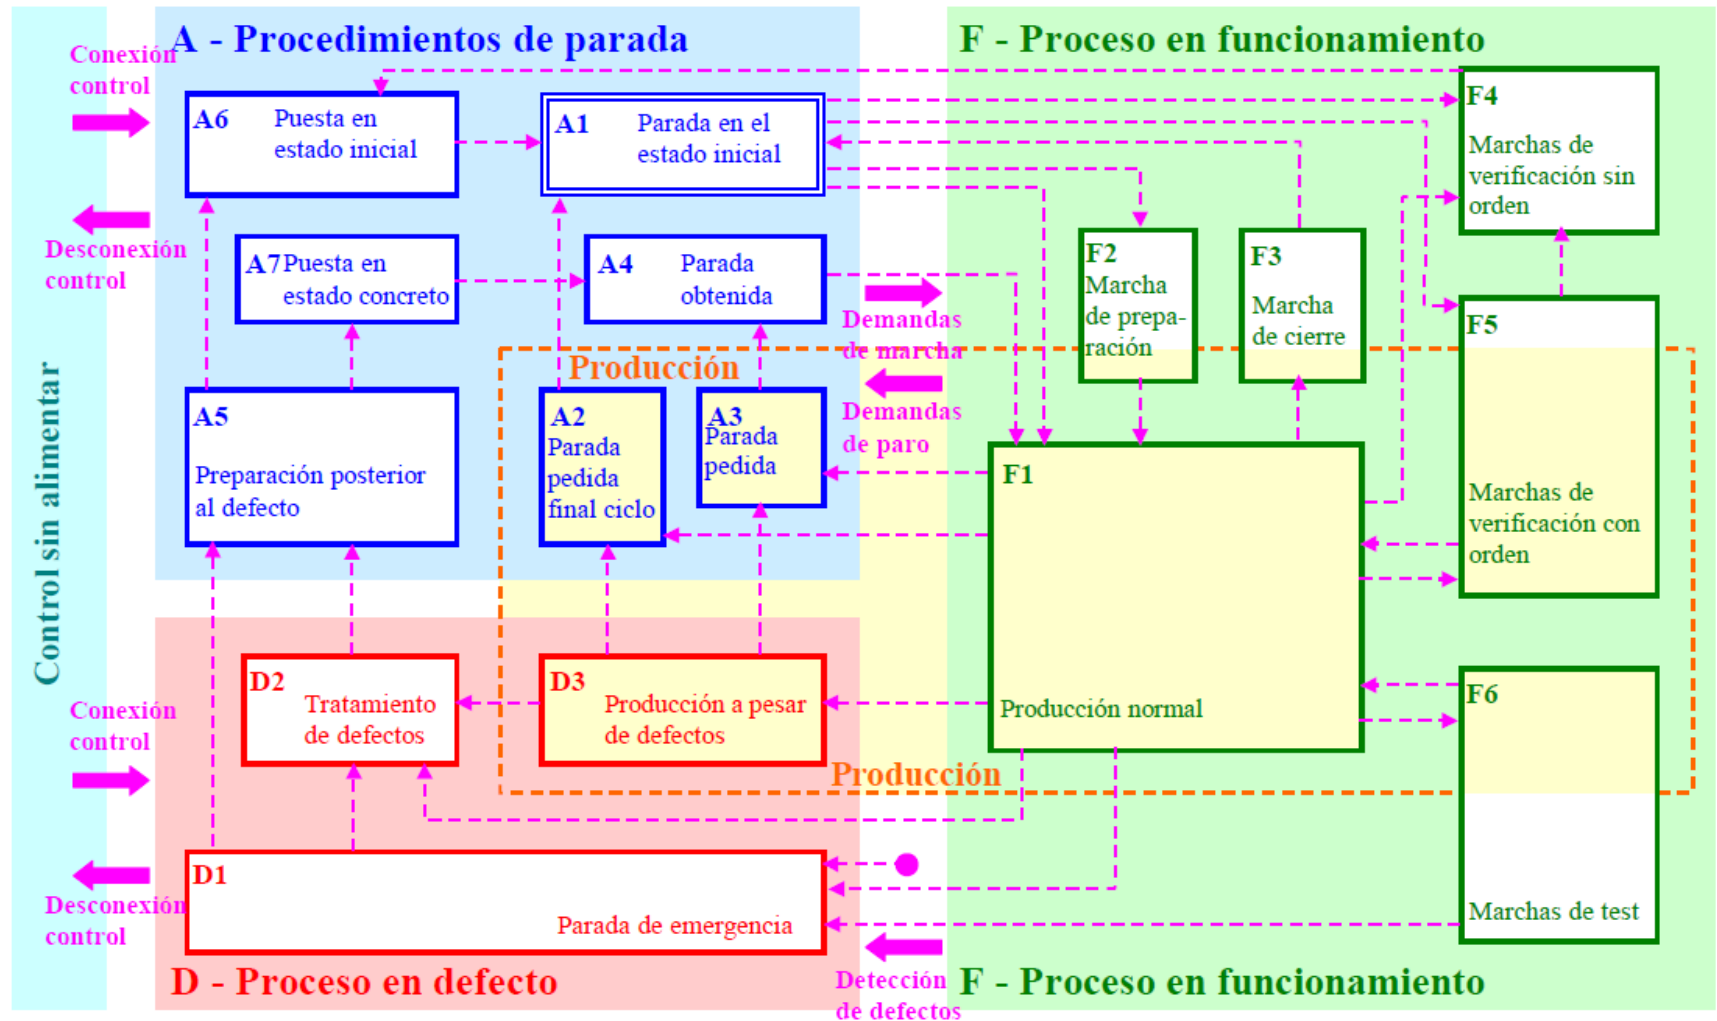 Control sin alimentar
Conexión
control
Desconexión
control
Conexión
control
Desconexión
control
A - Procedimientos de parada
A6
Puesta en
estado inicial
A1
Parada en el
estado inicial
A7
Puesta en
estado concreto
A4
Parada
obtenida
A5
Preparación posterior
al defecto
Producción
A2
Parada
pedida
final ciclo
A3
Parada
pedida
Demandas
de marcha
Demandas
de paro
F - Proceso en funcionamiento
F4
Marchas de
verificación sin
orden
F2
Marcha
de prepa-
ración
F3
Marcha
de cierre
F5
Marchas de
verificación con
orden
F1
Producción normal
F6
Marchas de test
D2
Tratamiento
de defectos
D3
Producción a pesar
de defectos
Producción
D1
Parada de emergencia
D - Proceso en defecto
Detección
de defectos
F - Proceso en funcionamiento